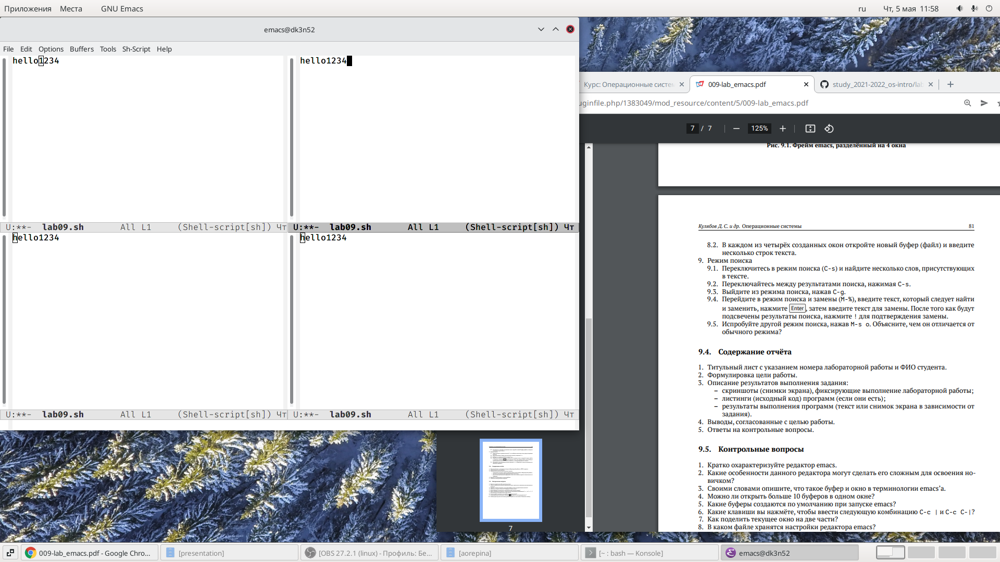 Приложения Места GNU Emacs ru Чт, 5 мая 11:58
emacs@dk3n52
File Edit Options Buffers Tools Sh-Script Help
hello1234
hello1234
U:**- lab09.sh All L1 (Shell-script[sh]) Чт
U:**- lab09.sh All L1 (Shell-script[sh]) Чт
hello1234
hello1234
U:**- lab09.sh All L1 (Shell-script[sh]) Чт
U:**- lab09.sh All L1 (Shell-script[sh]) Чт
Курс: Операционные систем
009-lab_emacs.pdf
study_2021-2022_os-intro/lab
uginfile.php/1383049/mod_resource/content/5/009-lab_emacs.pdf
7 / 7 125%
Рис. 9.1. Фрейм emacs, разделённый на 4 окна
Кулябов Д. С. и др. Операционные системы 81
8.2. В каждом из четырёх созданных окон откройте новый буфер (файл) и введите
несколько строк текста.
9. Режим поиска
9.1. Переключитесь в режим поиска (C-s) и найдите несколько слов, присутствующих
в тексте.
9.2. Переключайтесь между результатами поиска, нажимая C-s.
9.3. Выйдите из режима поиска, нажав C-g.
9.4. Перейдите в режим поиска и замены (M-%), введите текст, который следует найти
и заменить, нажмите Enter, затем введите текст для замены. После того как будут
подсвечены результаты поиска, нажмите ! для подтверждения замены.
9.5. Испробуйте другой режим поиска, нажав M-s o. Объясните, чем он отличается от
обычного режима?
9.4. Содержание отчёта
1. Титульный лист с указанием номера лабораторной работы и ФИО студента.
2. Формулировка цели работы.
3. Описание результатов выполнения задания:
– скриншоты (снимки экрана), фиксирующие выполнение лабораторной работы;
– листинги (исходный код) программ (если они есть);
– результаты выполнения программ (текст или снимок экрана в зависимости от
задания).
4. Выводы, согласованные с целью работы.
5. Ответы на контрольные вопросы.
9.5. Контрольные вопросы
1. Кратко охарактеризуйте редактор emacs.
2. Какие особенности данного редактора могут сделать его сложным для освоения но-
вичком?
3. Своими словами опишите, что такое буфер и окно в терминологии emacs’а.
4. Можно ли открыть больше 10 буферов в одном окне?
5. Какие буферы создаются по умолчанию при запуске emacs?
6. Какие клавиши вы нажмёте, чтобы ввести следующую комбинацию C-c | и C-c C-|?
7. Как поделить текущее окно на две части?
8. В каком файле хранятся настройки редактора emacs?
7
009-lab_emacs.pdf - Google Chro...
[presentation]
[OBS 27.2.1 (linux) - Профиль: Бе...
[aorepina]
[~ : bash — Konsole]
emacs@dk3n52